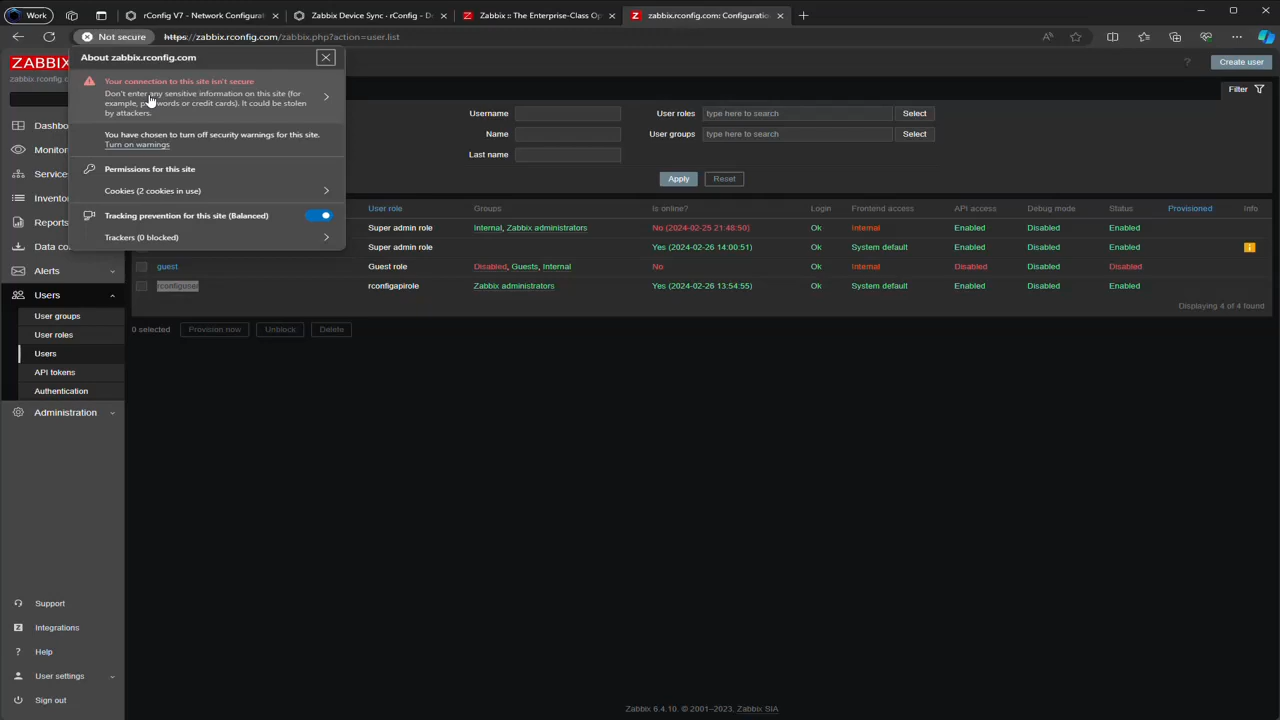 Work
rConfig V7 - Network Configurat
Zabbix Device Sync · rConfig - D
Zabbix :: The Enterprise-Class Op
zabbix.rconfig.com: Configuratio
Not secure
https://zabbix.rconfig.com/zabbix.php?action=user.list
ZABBIX
zabbix.rconfig.co
About zabbix.rconfig.com
Your connection to this site isn't secure
Don't enter any sensitive information on this site (for
example, passwords or credit cards). It could be stolen
by attackers.
You have chosen to turn off security warnings for this site.
Turn on warnings
Permissions for this site
Cookies (2 cookies in use)
Tracking prevention for this site (Balanced)
Trackers (0 blocked)
? Create user
Filter
Username
User roles type here to search Select
Name
User groups type here to search Select
Last name
Apply Reset
Dashbo
Monitor
Service
Invento
Reports
Data co
Alerts
Users
User groups
User roles
Users
API tokens
Authentication
Administration
User role Groups Is online? Login Frontend access API access Debug mode Status Provisioned Info
Super admin role Internal, Zabbix administrators No (2024-02-25 21:48:50) Ok Internal Enabled Disabled Enabled
Super admin role Yes (2024-02-26 14:00:51) Ok System default Enabled Disabled Enabled
guest Guest role Disabled, Guests, Internal No Ok Internal Disabled Disabled Disabled
rconfiguser rconfigapirole Zabbix administrators Yes (2024-02-26 13:54:55) Ok System default Enabled Disabled Enabled
Displaying 4 of 4 found
0 selected Provision now Unblock Delete
Support
Integrations
Help
User settings
Sign out
Zabbix 6.4.10. © 2001–2023, Zabbix SIA